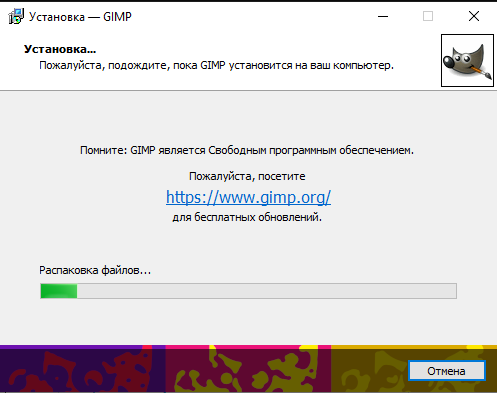 Установка — GIMP
Установка...
Пожалуйста, подождите, пока GIMP установится на ваш компьютер.
Помните: GIMP является Свободным программным обеспечением.
Пожалуйста, посетите
https://www.gimp.org/
для бесплатных обновлений.
Распаковка файлов...
Отмена